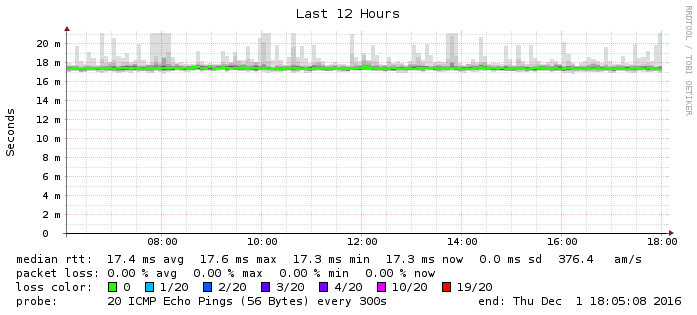 Last 12 Hours
RRDTOOL / TOBI OETIKER
Seconds
20 m
18 m
16 m
14 m
12 m
10 m
8 m
6 m
4 m
2 m
0
08:00 10:00 12:00 14:00 16:00 18:00
median rtt: 17.4 ms avg 17.6 ms max 17.3 ms min 17.3 ms now 0.0 ms sd 376.4 am/s
packet loss: 0.00 % avg 0.00 % max 0.00 % min 0.00 % now
loss color: 0 1/20 2/20 3/20 4/20 10/20 19/20
probe: 20 ICMP Echo Pings (56 Bytes) every 300s end: Thu Dec 1 18:05:08 2016